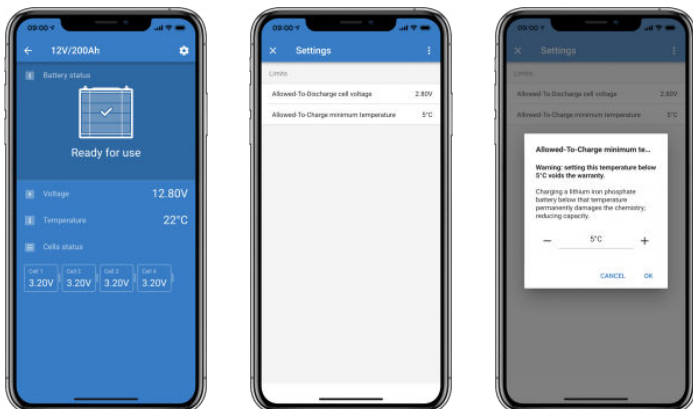 09:00
12V/200Ah
Battery status
Ready for use
Voltage 12.80V
Temperature 22°C
Cells status
Cell 1 Cell 2 Cell 3 Cell 4
3.20V 3.20V 3.20V 3.20V
09:00
Settings
Limits
Allowed-To-Discharge cell voltage 2.80V
Allowed-To-Charge minimum temperature 5°C
09:00
Settings
Limits
Allowed-To-Discharge cell voltage 2.80V
Allowed-To-Charge minimum temperature 5°C
Allowed-To-Charge minimum te...
Warning: setting this temperature below
5°C voids the warranty.
Charging a lithium iron phosphate
battery below that temperature
permanently damages the chemistry,
reducing capacity.
5°C
CANCEL OK